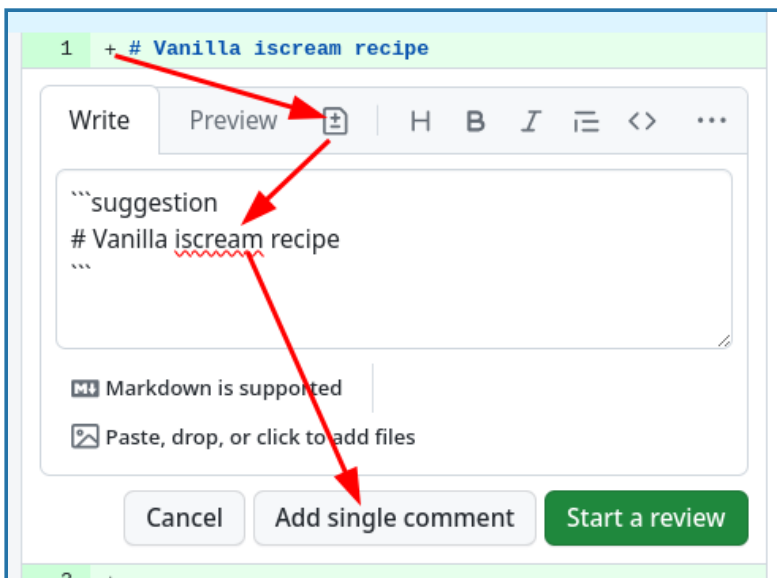 1 + # Vanilla iscream recipe
Write Preview H B I <> ...
```suggestion
# Vanilla iscream recipe
```
Markdown is supported
Paste, drop, or click to add files
Cancel Add single comment Start a review